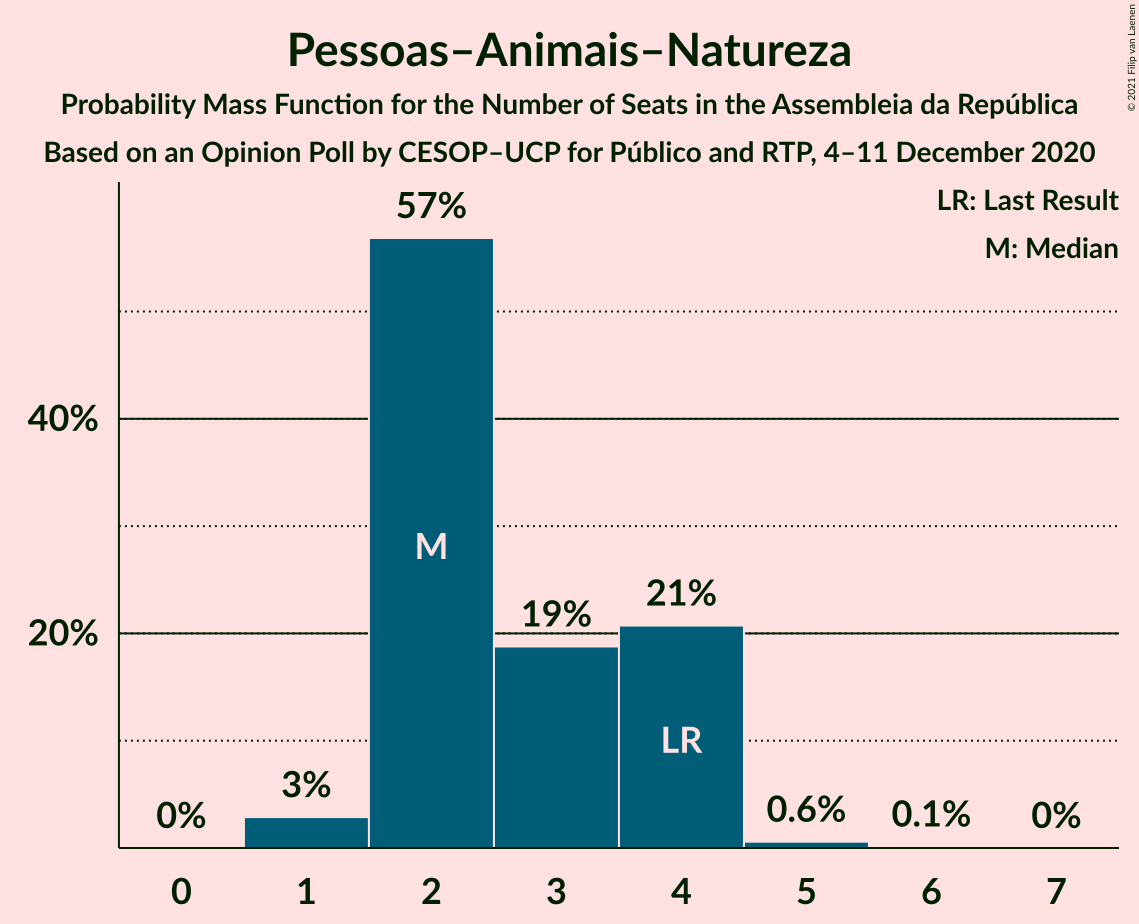 Pessoas–Animais–Natureza
Probability Mass Function for the Number of Seats in the Assembleia da República
Based on an Opinion Poll by CESOP–UCP for Público and RTP, 4–11 December 2020
© 2021 Filip van Laenen
LR: Last Result
M: Median
57%
40%
M
21%
19%
20%
LR
3%
0%
0.6%
0.1%
0%
0 1 2 3 4 5 6 7